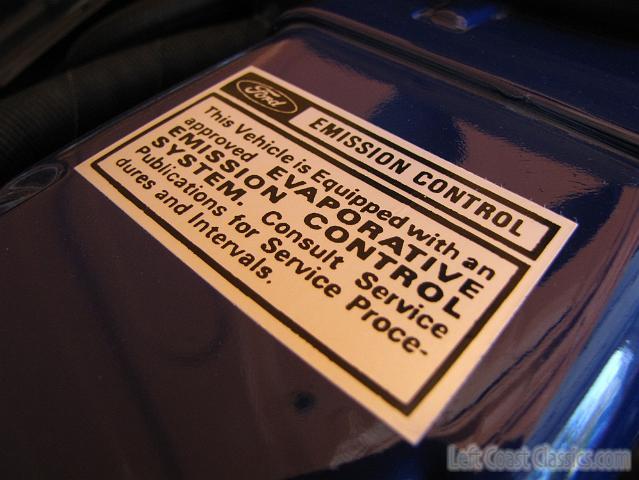 Ford EMISSION CONTROL
This Vehicle is Equipped with an
approved EVAPORATIVE
EMISSION CONTROL
SYSTEM. Consult Service
Publications for Service Proce-
dures and Intervals.
Left Coast Classics.com